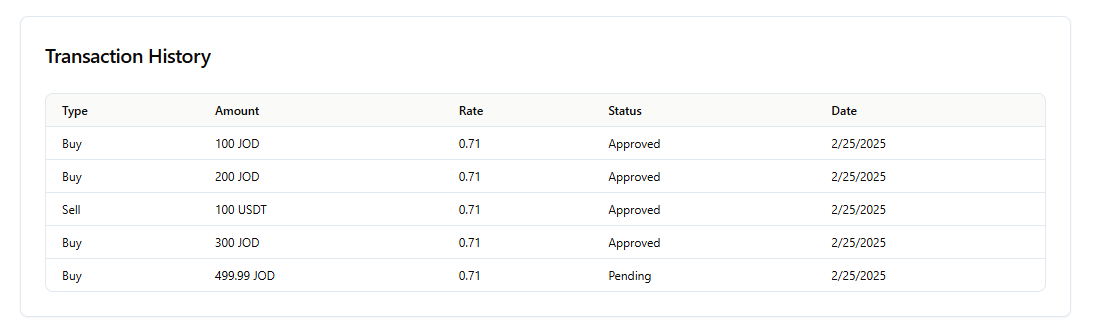 Transaction History
Type Amount Rate Status Date
Buy 100 JOD 0.71 Approved 2/25/2025
Buy 200 JOD 0.71 Approved 2/25/2025
Sell 100 USDT 0.71 Approved 2/25/2025
Buy 300 JOD 0.71 Approved 2/25/2025
Buy 499.99 JOD 0.71 Pending 2/25/2025